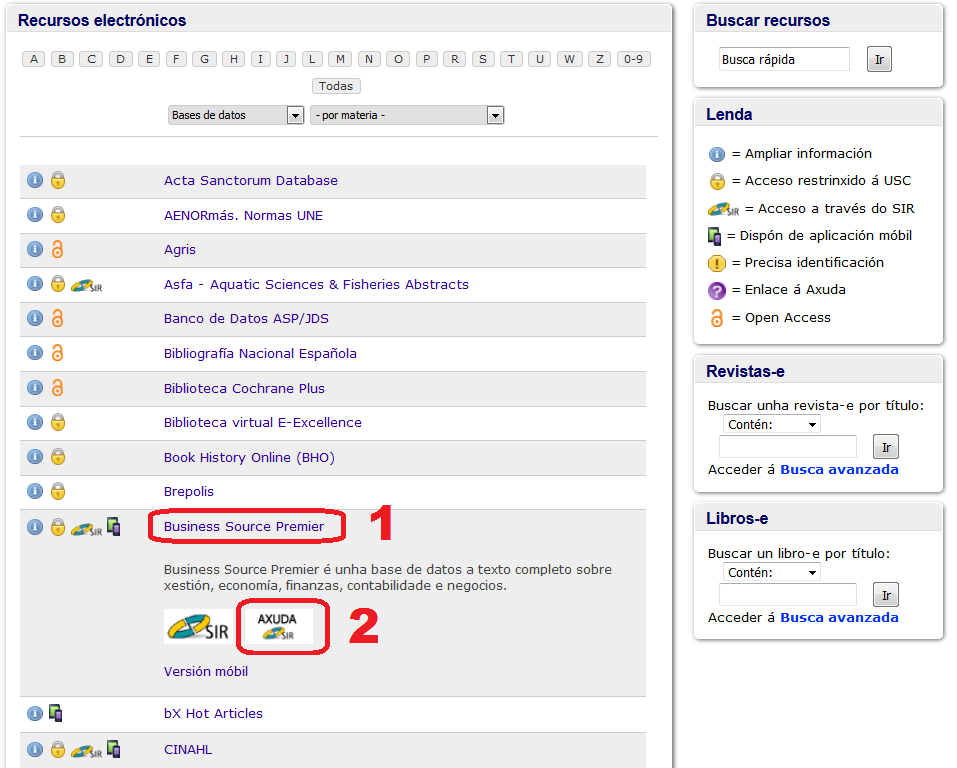 Recursos electrónicos
A B C D E F G H I J L M N O P R S T U W Z 0-9
Todas
Bases de datos - por materia -
Acta Sanctorum Database
AENORmás. Normas UNE
Agris
SIR Asfa - Aquatic Sciences & Fisheries Abstracts
Banco de Datos ASP/JDS
Bibliografía Nacional Española
Biblioteca Cochrane Plus
Biblioteca virtual E-Excellence
Book History Online (BHO)
Brepolis
SIR Business Source Premier 1
Business Source Premier é unha base de datos a texto completo sobre
xestión, economía, finanzas, contabilidade e negocios.
SIR AXUDA SIR 2
Versión móbil
bX Hot Articles
SIR CINAHL
Buscar recursos
Busca rápida Ir
Lenda
= Ampliar información
= Acceso restrinxido á USC
SIR = Acceso a través do SIR
= Dispón de aplicación móbil
! = Precisa identificación
? = Enlace á Axuda
= Open Access
Revistas-e
Buscar unha revista-e por título:
Contén:
Ir
Acceder á Busca avanzada
Libros-e
Buscar un libro-e por título:
Contén:
Ir
Acceder á Busca avanzada